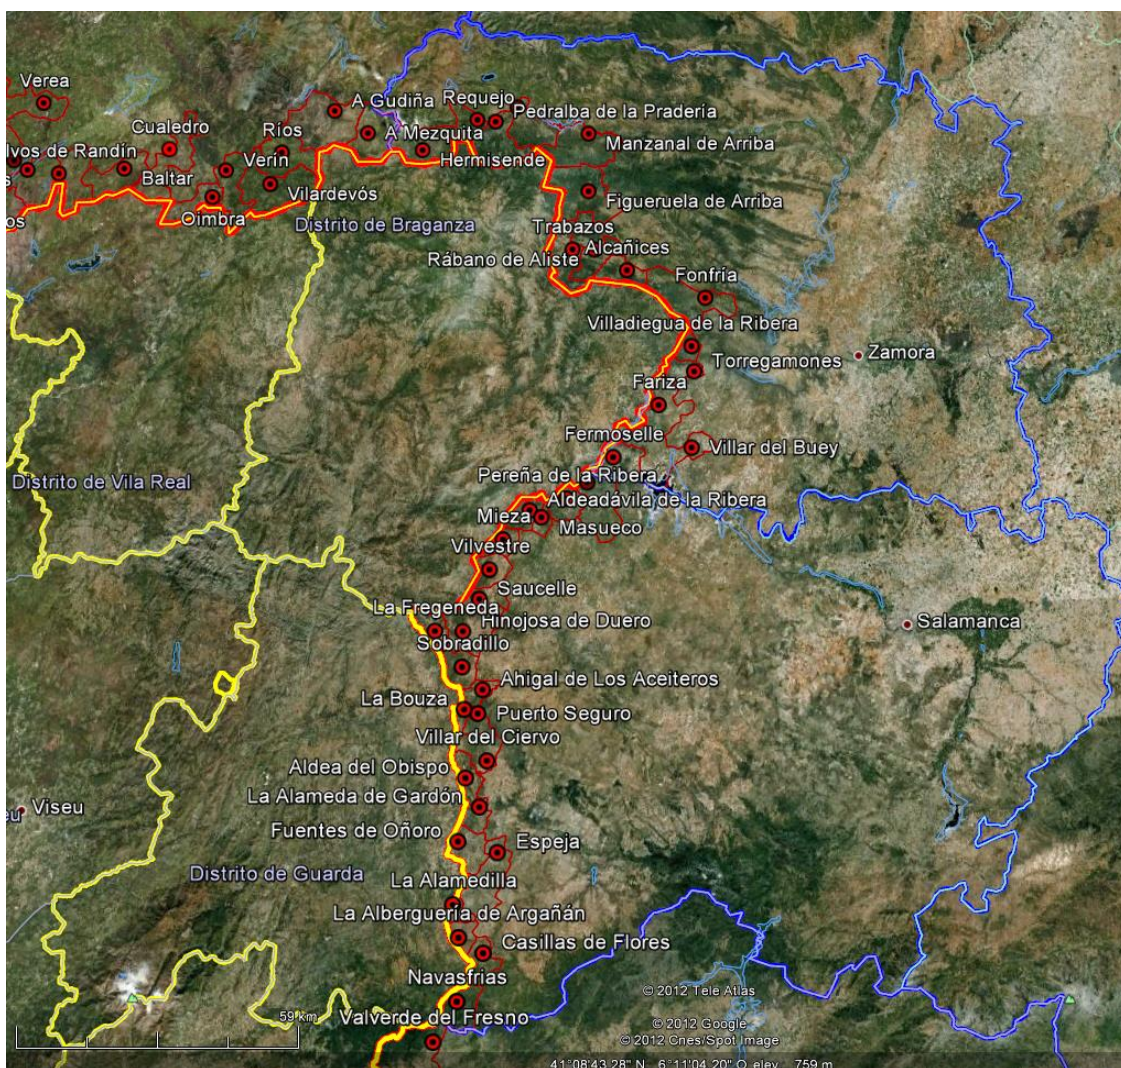 Verea
A Gudiña
Requejo
Pedralba de la Pradería
Cualedro
Ríos
A Mezquita
Manzanal de Arriba
lvos de Randín
Verín
Hermisende
s
Baltar
Vilardevós
Figueruela de Arriba
os
Oimbra
Distrito de Braganza
Trabazos
Alcañices
Rábano de Aliste
Fonfría
Villadiegua de la Ribera
Zamora
Torregamones
Fariza
Fermoselle
Villar del Buey
Pereña de la Ribera
Distrito de Vila Real
Aldeadávila de la Ribera
Mieza
Masueco
Vilvestre
Saucelle
La Fregeneda
Hinojosa de Duero
Salamanca
Sobradillo
Ahigal de Los Aceiteros
La Bouza
Puerto Seguro
Villar del Ciervo
Aldea del Obispo
La Alameda de Gardón
Viseu
eu
Fuentes de Oñoro
Espeja
Distrito de Guarda
La Alamedilla
La Alberguería de Argañán
Casillas de Flores
Navasfrias
© 2012 Tele Atlas
59 km
Valverde del Fresno
© 2012 Google
© 2012 Cnes/Spot Image
41°08'43.28" N 6°11'04.20" O elev 759 m